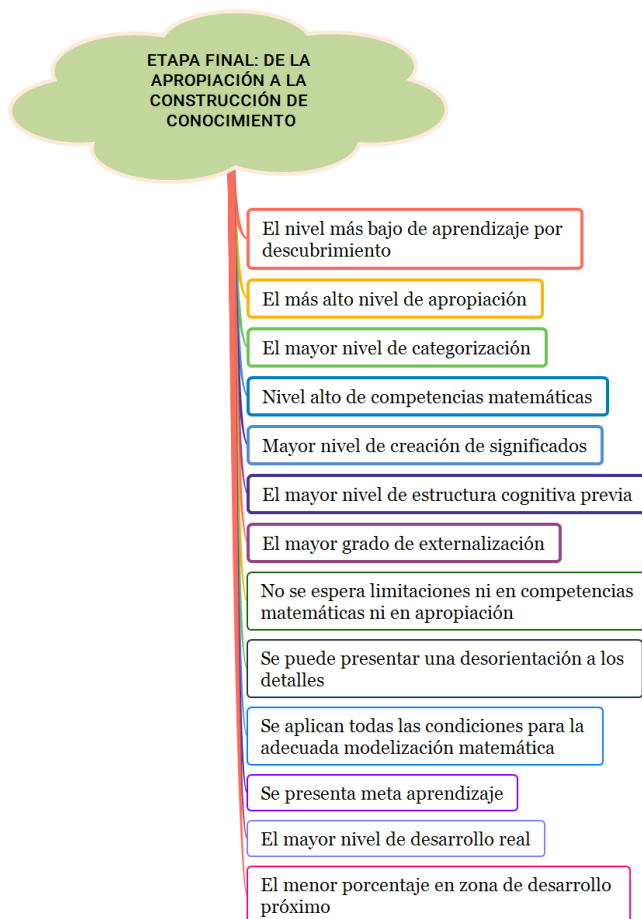 ETAPA FINAL: DE LA
APROPIACIÓN A LA
CONSTRUCCIÓN DE
CONOCIMIENTO
El nivel más bajo de aprendizaje por
descubrimiento
El más alto nivel de apropiación
El mayor nivel de categorización
Nivel alto de competencias matemáticas
Mayor nivel de creación de significados
El mayor nivel de estructura cognitiva previa
El mayor grado de externalización
No se espera limitaciones ni en competencias
matemáticas ni en apropiación
Se puede presentar una desorientación a los
detalles
Se aplican todas las condiciones para la
adecuada modelización matemática
Se presenta meta aprendizaje
El mayor nivel de desarrollo real
El menor porcentaje en zona de desarrollo
próximo